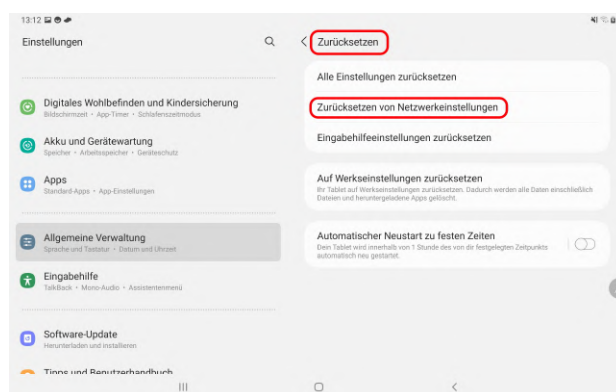 13:12
Einstellungen
Digitales Wohlbefinden und Kindersicherung
Bildschirmzeit • App-Timer • Schlafenszeitmodus
Akku und Gerätewartung
Speicher • Arbeitsspeicher • Geräteschutz
Apps
Standard-Apps • App-Einstellungen
Allgemeine Verwaltung
Sprache und Tastatur • Datum und Uhrzeit
Eingabehilfe
TalkBack • Mono-Audio • Assistentenmenü
Software-Update
Herunterladen und installieren
Tipps und Benutzerhandbuch
Zurücksetzen
Alle Einstellungen zurücksetzen
Zurücksetzen von Netzwerkeinstellungen
Eingabehilfeeinstellungen zurücksetzen
Auf Werkseinstellungen zurücksetzen
Ihr Tablet auf Werkseinstellungen zurücksetzen. Dadurch werden alle Daten einschließlich
Dateien und heruntergeladene Apps gelöscht.
Automatischer Neustart zu festen Zeiten
Dein Tablet wird innerhalb von 1 Stunde des von dir festgelegten Zeitpunkts
automatisch neu gestartet.